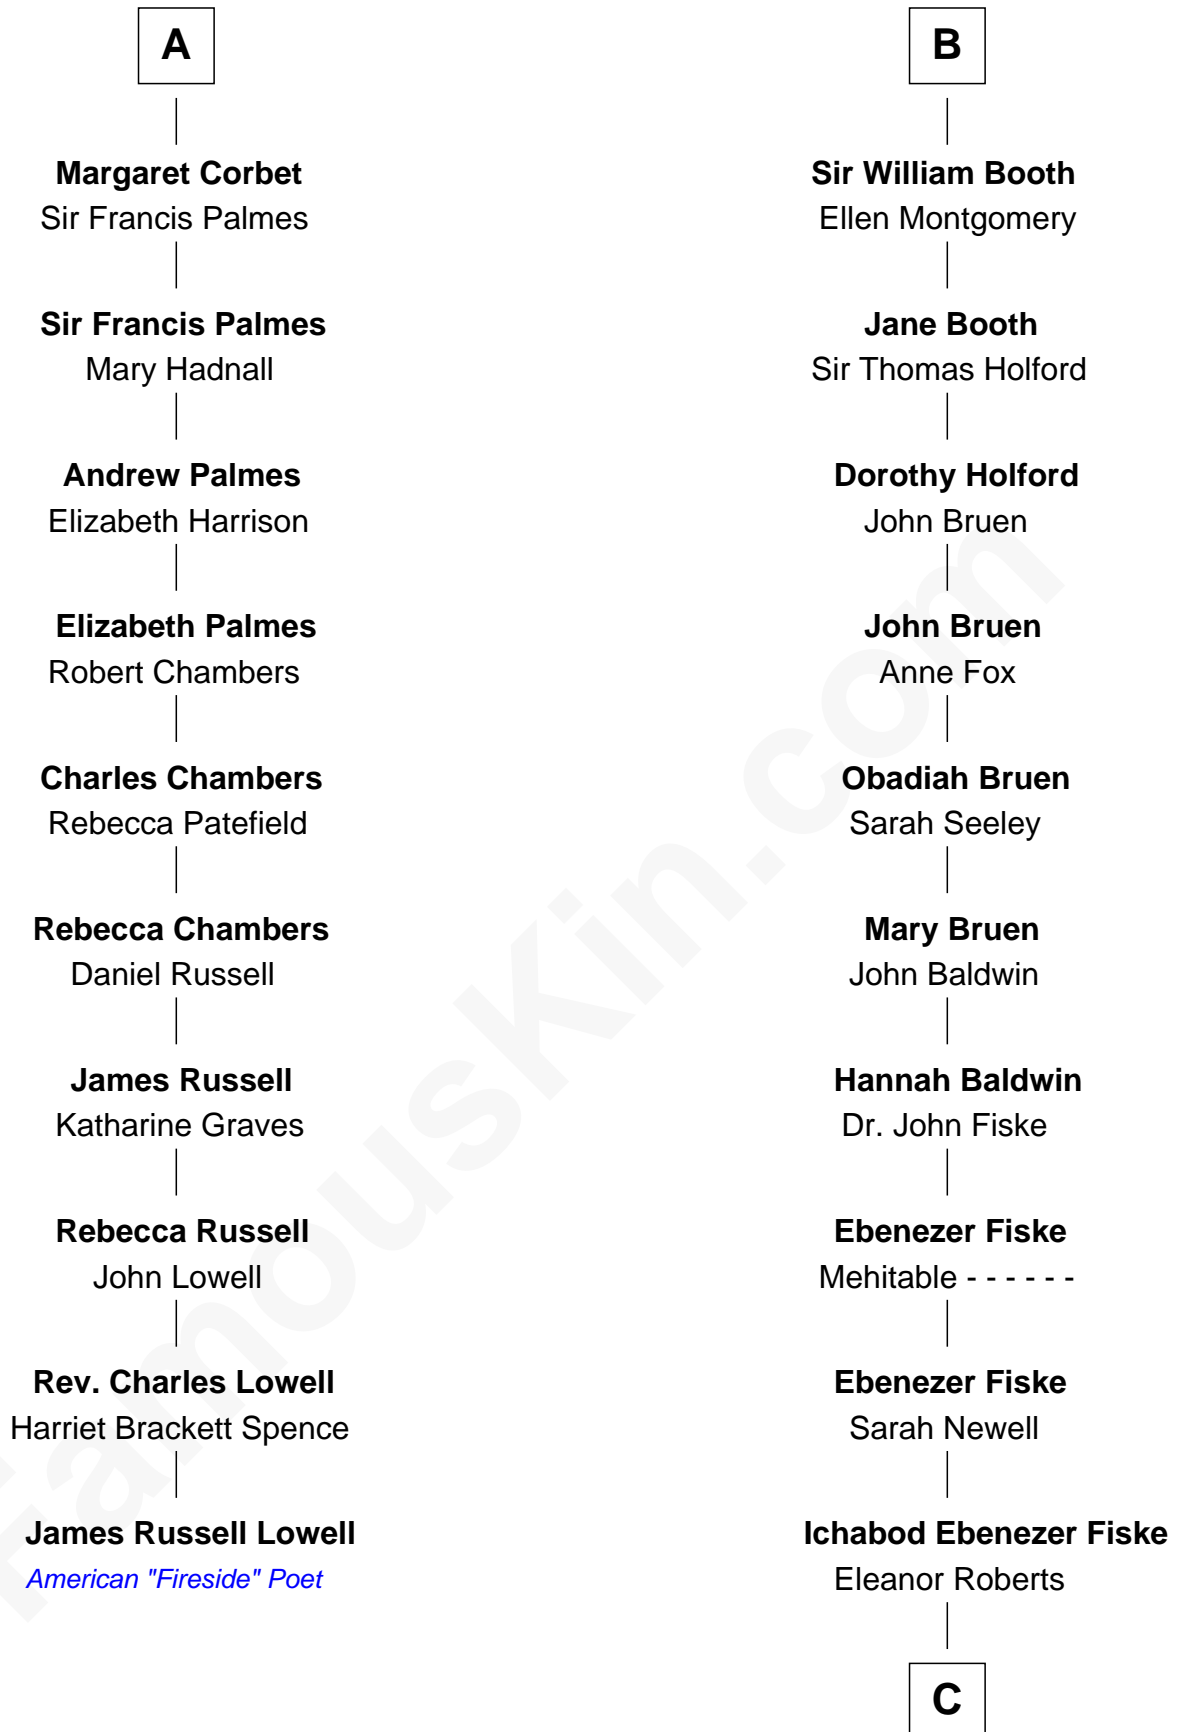 A
Margaret Corbet
Sir Francis Palmes
Sir Francis Palmes
Mary Hadnall
Andrew Palmes
Elizabeth Harrison
Elizabeth Palmes
Robert Chambers
Charles Chambers
Rebecca Patefield
Rebecca Chambers
Daniel Russell
James Russell
Katharine Graves
Rebecca Russell
John Lowell
Rev. Charles Lowell
Harriet Brackett Spence
James Russell Lowell
American "Fireside" Poet
B
Sir William Booth
Ellen Montgomery
Jane Booth
Sir Thomas Holford
Dorothy Holford
John Bruen
John Bruen
Anne Fox
Obadiah Bruen
Sarah Seeley
Mary Bruen
John Baldwin
Hannah Baldwin
Dr. John Fiske
Ebenezer Fiske
Mehitable - - - - - -
Ebenezer Fiske
Sarah Newell
Ichabod Ebenezer Fiske
Eleanor Roberts
C
FamousKin.com